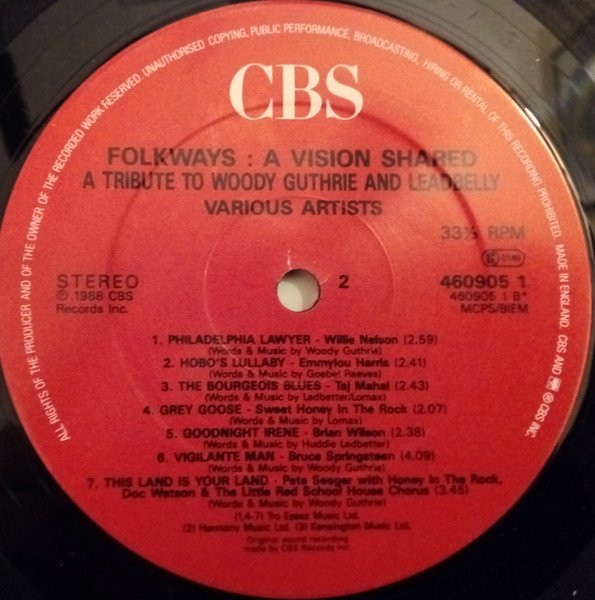 ALL RIGHTS OF THE PRODUCER AND OF THE OWNER OF THE RECORDED WORK RESERVED. UNAUTHORISED COPYING, PUBLIC PERFORMANCE, BROADCASTING, HIRING OR RENTAL OF THIS RECORDING PROHIBITED. MADE IN ENGLAND. CBS AND ® CBS INC.
CBS
FOLKWAYS : A VISION SHARED
A TRIBUTE TO WOODY GUTHRIE AND LEADBELLY
VARIOUS ARTISTS
33⅓ RPM
STEREO
℗ 1988 CBS
Records Inc.
2
460905 1
460905 1 B*
MCPS/BIEM
1. PHILADELPHIA LAWYER - Willie Nelson (2.59)
(Words & Music by Woody Guthrie)
2. HOBO'S LULLABY - Emmylou Harris (2.41)
(Words & Music by Goebel Reeves)
3. THE BOURGEOIS BLUES - Taj Mahal (2.43)
(Words & Music by Ledbetter/Lomax)
4. GREY GOOSE - Sweet Honey In The Rock (2.07)
(Words & Music by Lomax)
5. GOODNIGHT IRENE - Brian Wilson (2.38)
(Words & Music by Huddie Ledbetter)
6. VIGILANTE MAN - Bruce Springsteen (4.09)
(Words & Music by Woody Guthrie)
7. THIS LAND IS YOUR LAND - Pete Seeger with Honey In The Rock,
Doc Watson & The Little Red School House Chorus (3.45)
(Words & Music by Woody Guthrie)
(1,4-7) Tro Essex Music Ltd.
(2) Harmony Music Ltd. (3) Kensington Music Ltd.
Original sound recording
made by CBS Records Inc